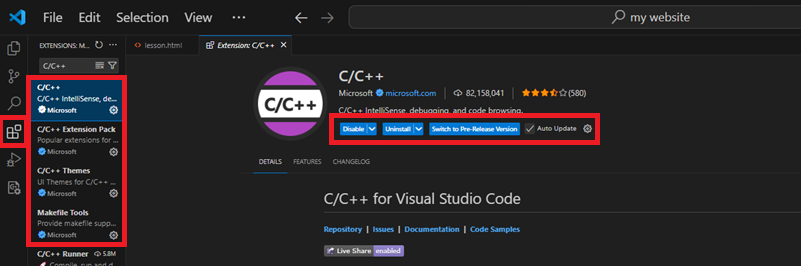 File Edit Selection View ... my website
EXTENSIONS: M... ...
lesson.html Extension: C/C++
C/C++
C/C++
C/C++ IntelliSense, de...
Microsoft
C/C++ Extension Pack
Popular extensions for ...
Microsoft
C/C++ Themes
UI Themes for C/C++ ...
Microsoft
Makefile Tools
Provide makefile supp...
Microsoft
C/C++ Runner 5.8M
Compile, run and d...
C/C++
C/C++
Microsoft microsoft.com 82,158,041 (580)
C/C++ IntelliSense, debugging, and code browsing.
Disable Uninstall Switch to Pre-Release Version Auto Update
DETAILS FEATURES CHANGELOG
C/C++ for Visual Studio Code
Repository | Issues | Documentation | Code Samples
Live Share enabled